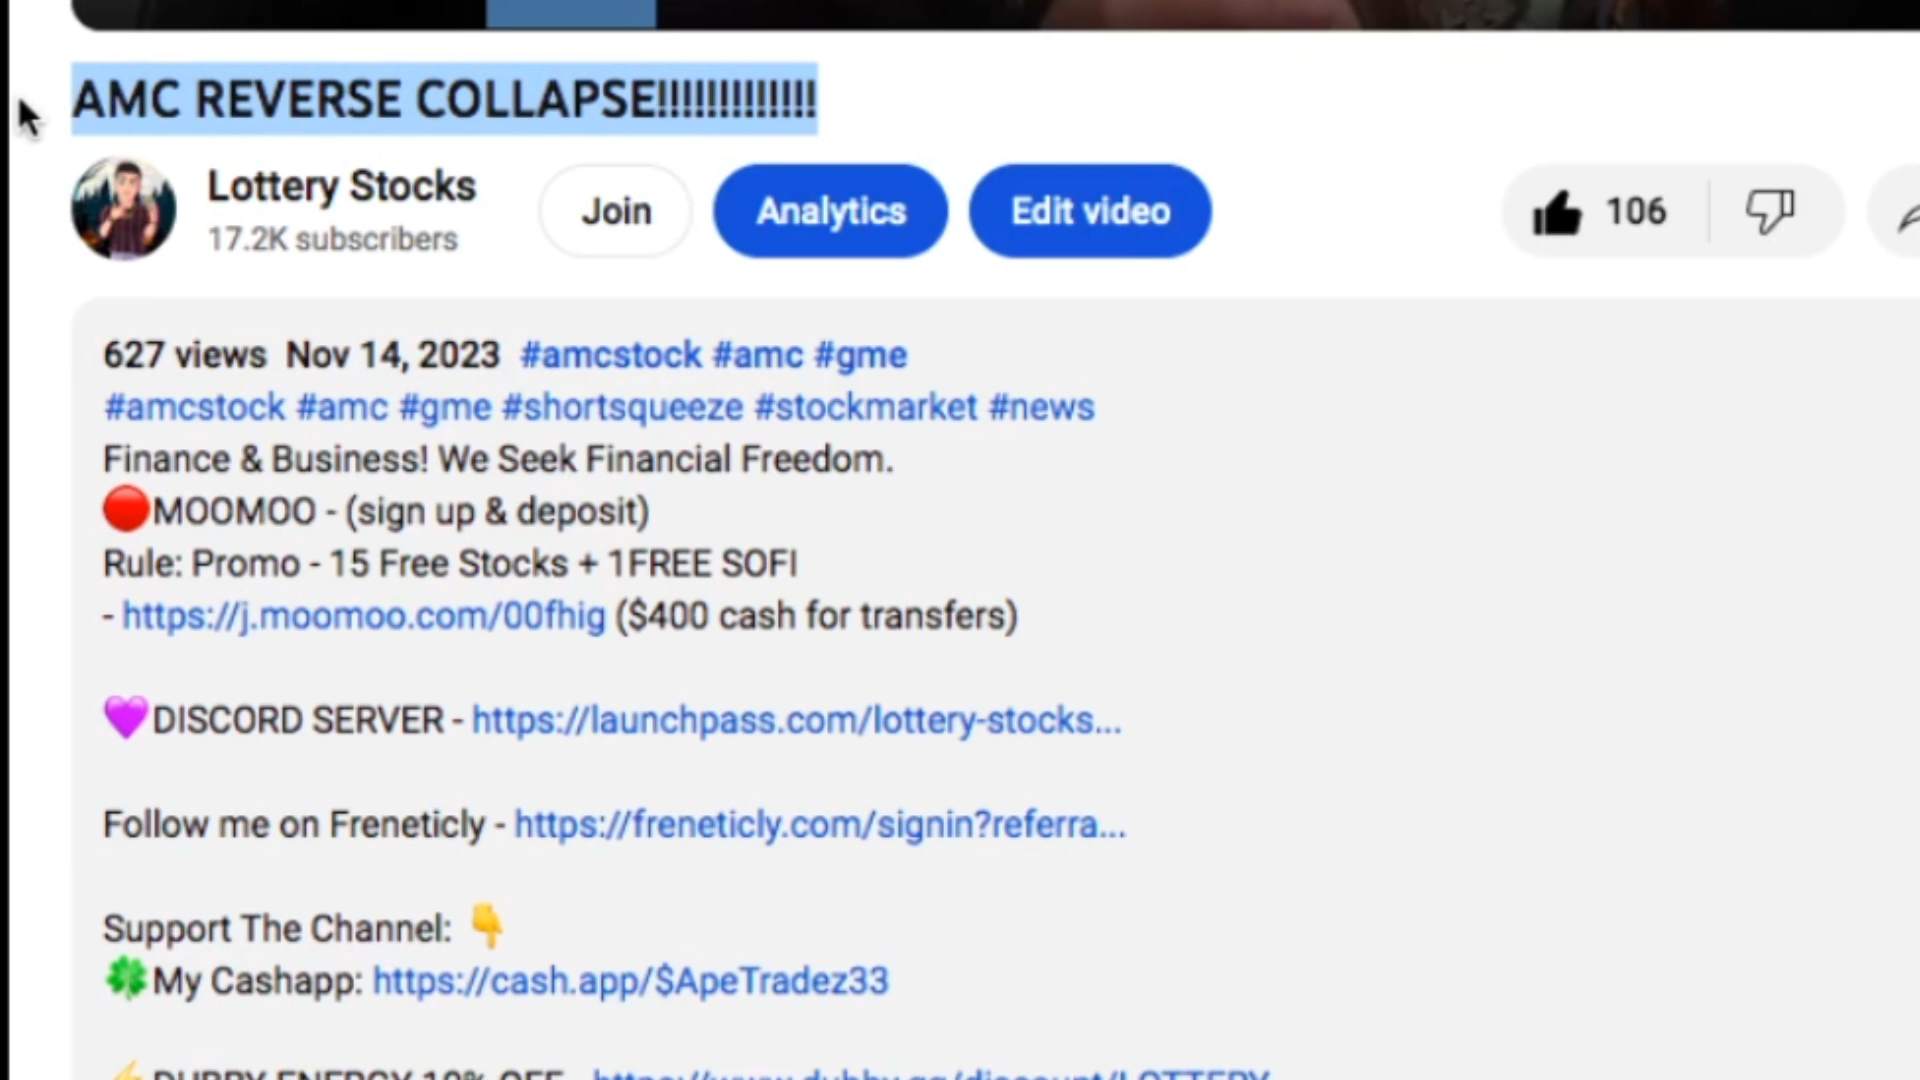 AMC REVERSE COLLAPSE!!!!!!!!!!!!!
Lottery Stocks
17.2K subscribers
Join
Analytics
Edit video
106
627 views Nov 14, 2023 #amcstock #amc #gme
#amcstock #amc #gme #shortsqueeze #stockmarket #news
Finance & Business! We Seek Financial Freedom.
🔴MOOMOO - (sign up & deposit)
Rule: Promo - 15 Free Stocks + 1FREE SOFI
- https://j.moomoo.com/00fhig ($400 cash for transfers)
💜DISCORD SERVER - https://launchpass.com/lottery-stocks...
Follow me on Freneticly - https://freneticly.com/signin?referra...
Support The Channel: 👇
🍀My Cashapp: https://cash.app/$ApeTradez33
⚡DUBBY ENERGY 10% OFF - https://www.dubby.gg/discount/LOTTERY